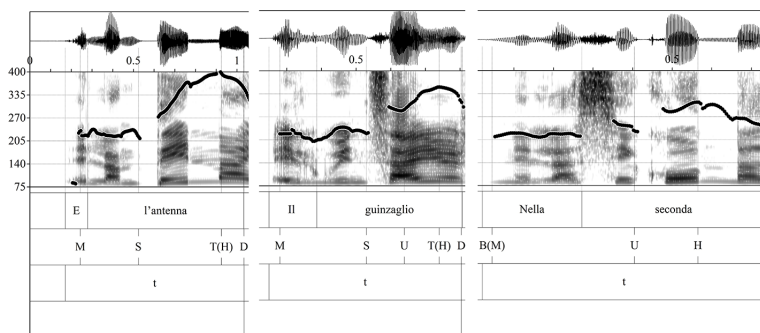 0 0.5 1
0.5
0.5
400
335
270
205
140
75
E l'antenna
Il guinzaglio
Nella seconda
M S T(H) D
M S U T(H) D
B(M) U H
t
t
t